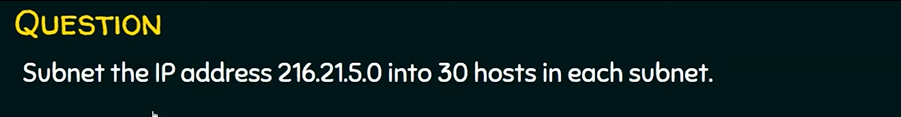 Question
Subnet the IP address 216.21.5.0 into 30 hosts in each subnet.